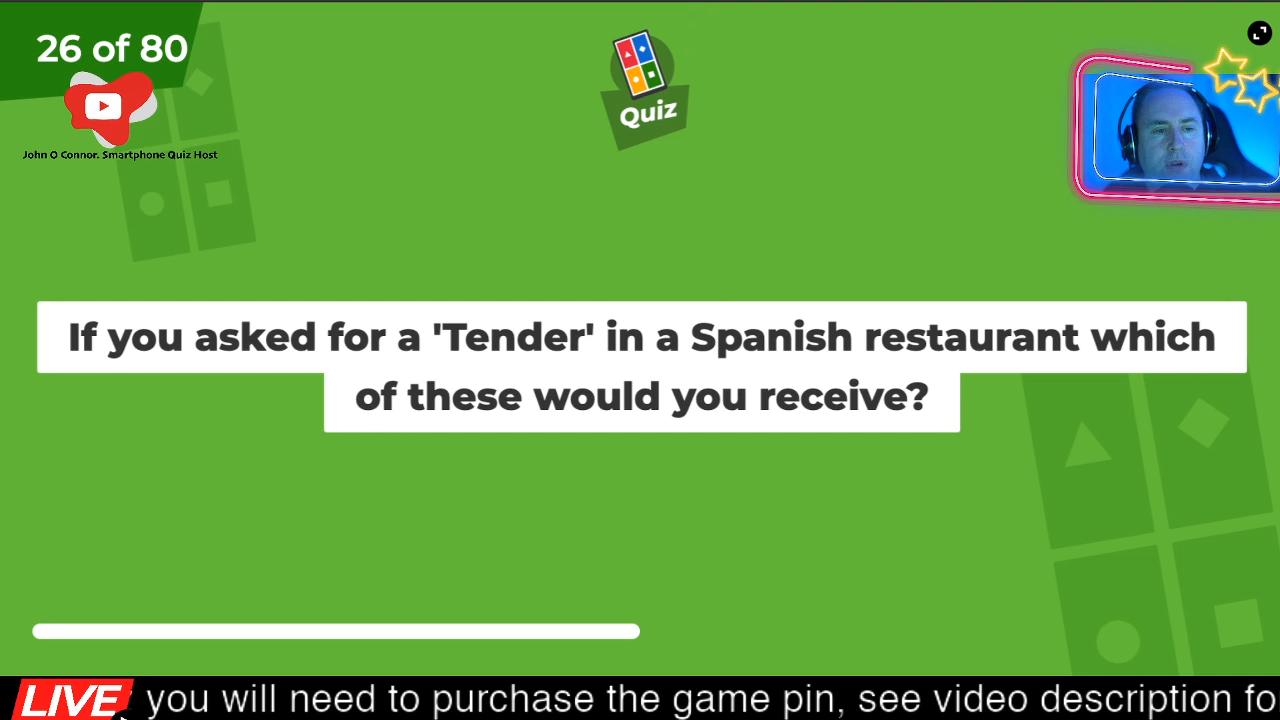 26 of 80
Quiz
John O Connor. Smartphone Quiz Host
If you asked for a 'Tender' in a Spanish restaurant which
of these would you receive?
LIVE
you will need to purchase the game pin, see video description fo